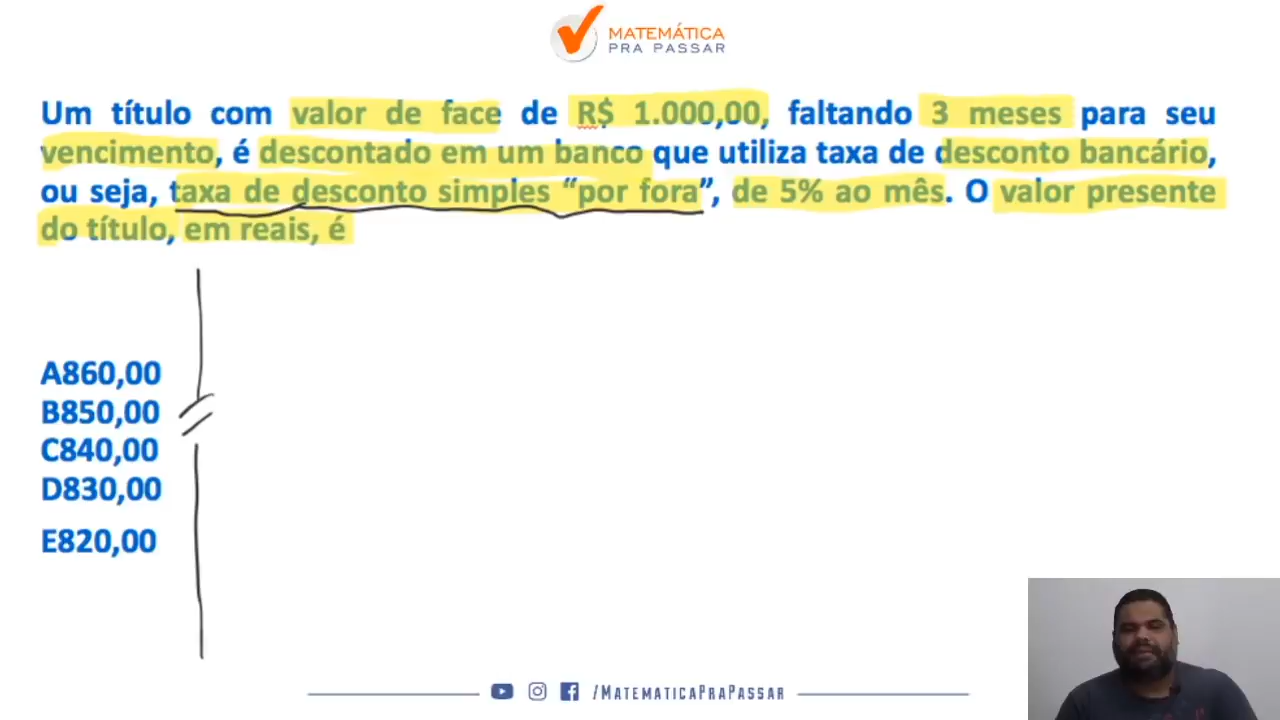 MATEMÁTICA
PRA PASSAR
Um título com valor de face de R$ 1.000,00, faltando 3 meses para seu
vencimento, é descontado em um banco que utiliza taxa de desconto bancário,
ou seja, taxa de desconto simples “por fora”, de 5% ao mês. O valor presente
do título, em reais, é
A860,00
B850,00
C840,00
D830,00
E820,00
/MATEMATICAPRAPASSAR